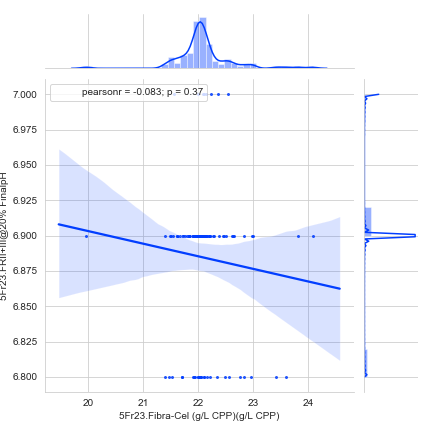 7.000
pearsonr = -0.083; p = 0.37
6.975
6.950
6.925
6.900
6.875
6.850
6.825
6.800
5Fr23.FR(I+III)@20% FinalpH
20 21 22 23 24
5Fr23.Fibra-Cel (g/L CPP)(g/L CPP)